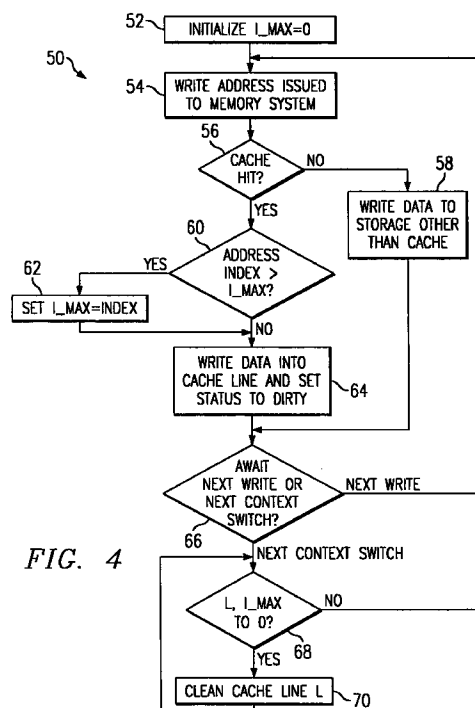 52
INITIALIZE I_MAX=0
50
54
WRITE ADDRESS ISSUED
TO MEMORY SYSTEM
56
CACHE
HIT?
NO
58
WRITE DATA TO
STORAGE OTHER
THAN CACHE
YES
60
ADDRESS
INDEX >
I_MAX?
YES
62
SET I_MAX=INDEX
NO
WRITE DATA INTO
CACHE LINE AND SET
STATUS TO DIRTY
64
AWAIT
NEXT WRITE OR
NEXT CONTEXT
SWITCH?
NEXT WRITE
66
FIG. 4
NEXT CONTEXT SWITCH
L, I_MAX
TO 0?
NO
68
YES
CLEAN CACHE LINE L
70